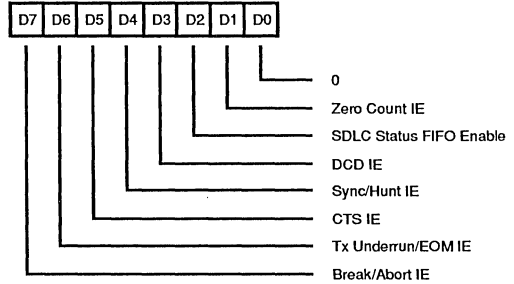 D7 D6 D5 D4 D3 D2 D1 D0
0
Zero Count IE
SDLC Status FIFO Enable
DCD IE
Sync/Hunt IE
CTS IE
Tx Underrun/EOM IE
Break/Abort IE